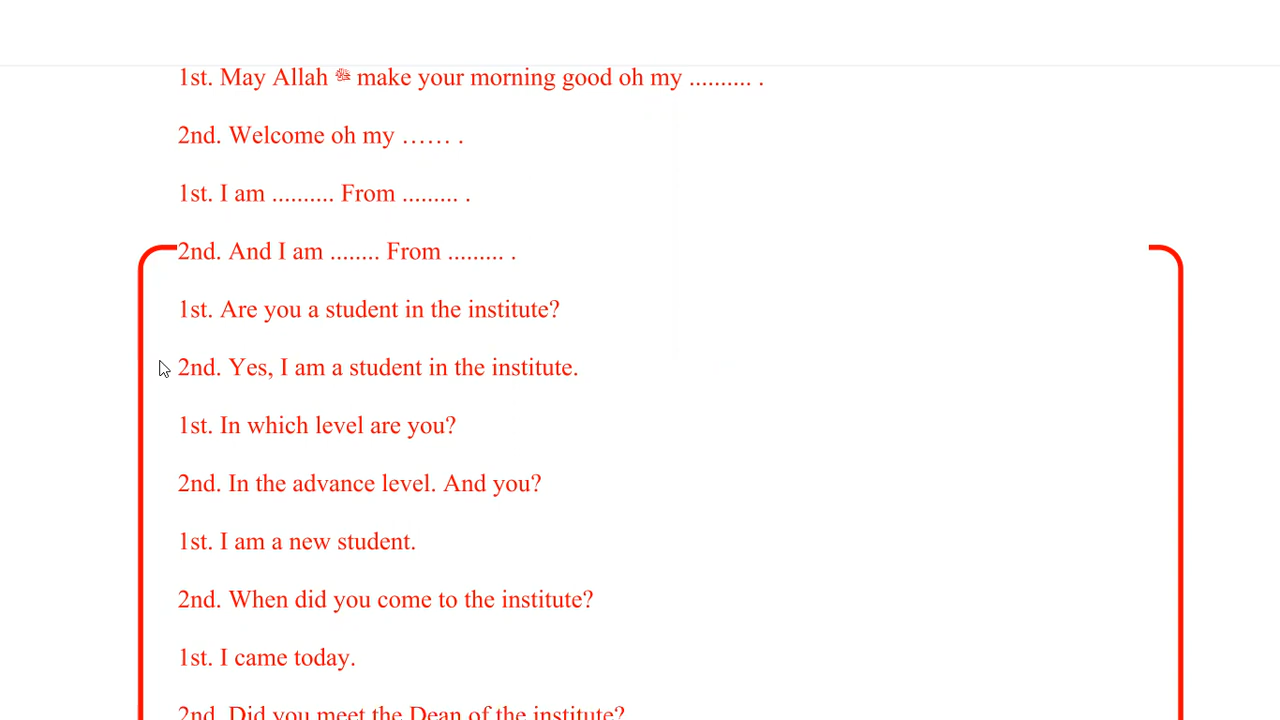 1st. May Allah ﷻ make your morning good oh my .......... .
2nd. Welcome oh my …… .
1st. I am .......... From ......... .
2nd. And I am ........ From ......... .
1st. Are you a student in the institute?
2nd. Yes, I am a student in the institute.
1st. In which level are you?
2nd. In the advance level. And you?
1st. I am a new student.
2nd. When did you come to the institute?
1st. I came today.
2nd. Did you meet the Dean of the institute?